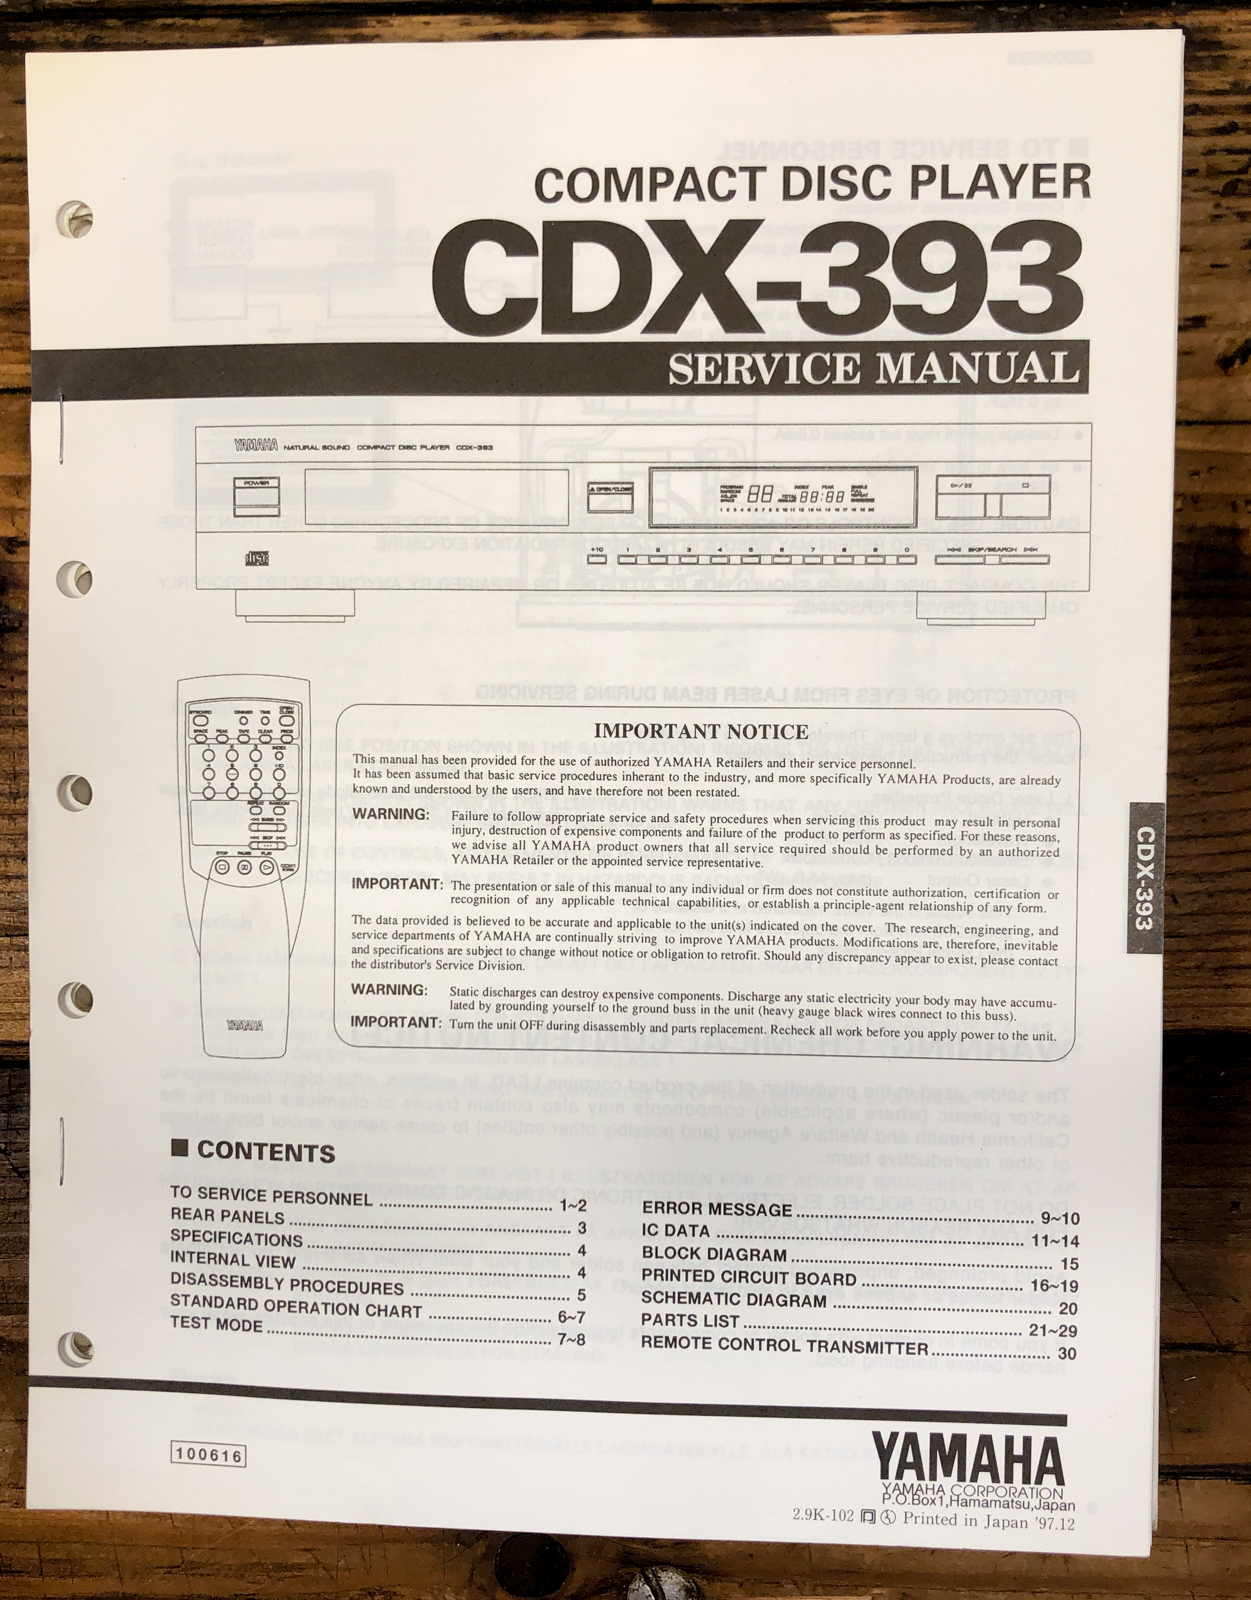 COMPACT DISC PLAYER
CDX-393
SERVICE MANUAL
YAMAHA NATURAL SOUND COMPACT DISC PLAYER CDX-393
POWER
OPEN/CLOSE
+10 1 2 3 4 5 6 7 8 9 0
SKIP/SEARCH
YAMAHA
IMPORTANT NOTICE
This manual has been provided for the use of authorized YAMAHA Retailers and their service personnel.
It has been assumed that basic service procedures inherant to the industry, and more specifically YAMAHA Products, are already
known and understood by the users, and have therefore not been restated.
WARNING: Failure to follow appropriate service and safety procedures when servicing this product may result in personal
injury, destruction of expensive components and failure of the product to perform as specified. For these reasons,
we advise all YAMAHA product owners that all service required should be performed by an authorized
YAMAHA Retailer or the appointed service representative.
IMPORTANT: The presentation or sale of this manual to any individual or firm does not constitute authorization, certification or
recognition of any applicable technical capabilities, or establish a principle-agent relationship of any form.
The data provided is believed to be accurate and applicable to the unit(s) indicated on the cover. The research, engineering, and
service departments of YAMAHA are continually striving to improve YAMAHA products. Modifications are, therefore, inevitable
and specifications are subject to change without notice or obligation to retrofit. Should any discrepancy appear to exist, please contact
the distributor's Service Division.
WARNING: Static discharges can destroy expensive components. Discharge any static electricity your body may have accumu-
lated by grounding yourself to the ground buss in the unit (heavy gauge black wires connect to this buss).
IMPORTANT: Turn the unit OFF during disassembly and parts replacement. Recheck all work before you apply power to the unit.
CDX-393
■ CONTENTS
TO SERVICE PERSONNEL ........ 1~2
REAR PANELS ........ 3
SPECIFICATIONS ........ 4
INTERNAL VIEW ........ 4
DISASSEMBLY PROCEDURES ........ 5
STANDARD OPERATION CHART ........ 6~7
TEST MODE ........ 7~8
ERROR MESSAGE ........ 9~10
IC DATA ........ 11~14
BLOCK DIAGRAM ........ 15
PRINTED CIRCUIT BOARD ........ 16~19
SCHEMATIC DIAGRAM ........ 20
PARTS LIST ........ 21~29
REMOTE CONTROL TRANSMITTER ........ 30
100616
YAMAHA
YAMAHA CORPORATION
P.O.Box1,Hamamatsu,Japan
2.9K-102 Printed in Japan '97.12